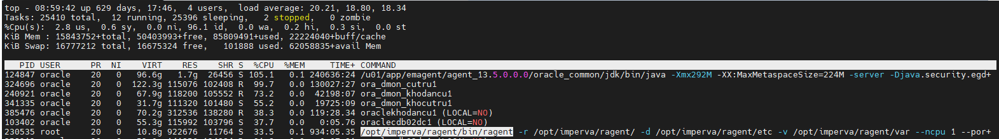 top - 08:59:42 up 629 days, 17:46,  4 users,  load average: 20.21, 18.80, 18.34
Tasks: 25410 total,  12 running, 25396 sleeping,   2 stopped,   0 zombie
%Cpu(s):  2.8 us,  0.6 sy,  0.0 ni, 96.1 id,  0.0 wa,  0.2 hi,  0.3 si,  0.0 st
KiB Mem : 15843752+total, 50403993+free, 85809491+used, 22224040+buff/cache
KiB Swap: 16777212 total, 16675324 free,   101888 used. 62058835+avail Mem
PID USER      PR  NI    VIRT    RES    SHR S  %CPU  %MEM     TIME+ COMMAND
124847 oracle    20   0   96.6g   1.7g  26456 S 105.1   0.1 240636:24 /u01/app/emagent/agent_13.5.0.0.0/oracle_common/jdk/bin/java -Xmx292M -XX:MaxMetaspaceSize=224M -server -Djava.security.egd+
324696 oracle    20   0  122.3g 115076 102408 R  99.7   0.0 130027:27 ora_dmon_cutru1
240921 oracle    20   0   67.9g 118200 105552 R  73.2   0.0  42198:07 ora_dmon_khodancu1
341335 oracle    20   0   31.7g 111320 101480 S  55.2   0.0  19725:09 ora_dmon_khocutru1
385476 oracle    20   0   70.2g 312536 138280 R  38.3   0.0 119:28.34 oraclekhodancu1 (LOCAL=NO)
103402 oracle    20   0   55.3g 115992 103796 S  37.7   0.0   0:05.76 oraclecdb02dc1 (LOCAL=NO)
230535 root      20   0   10.8g 922676  11764 S  33.5   0.1 934:05.35 /opt/imperva/ragent/bin/ragent -r /opt/imperva/ragent/ -d /opt/imperva/ragent/etc -v /opt/imperva/ragent/var --ncpu 1 --por+